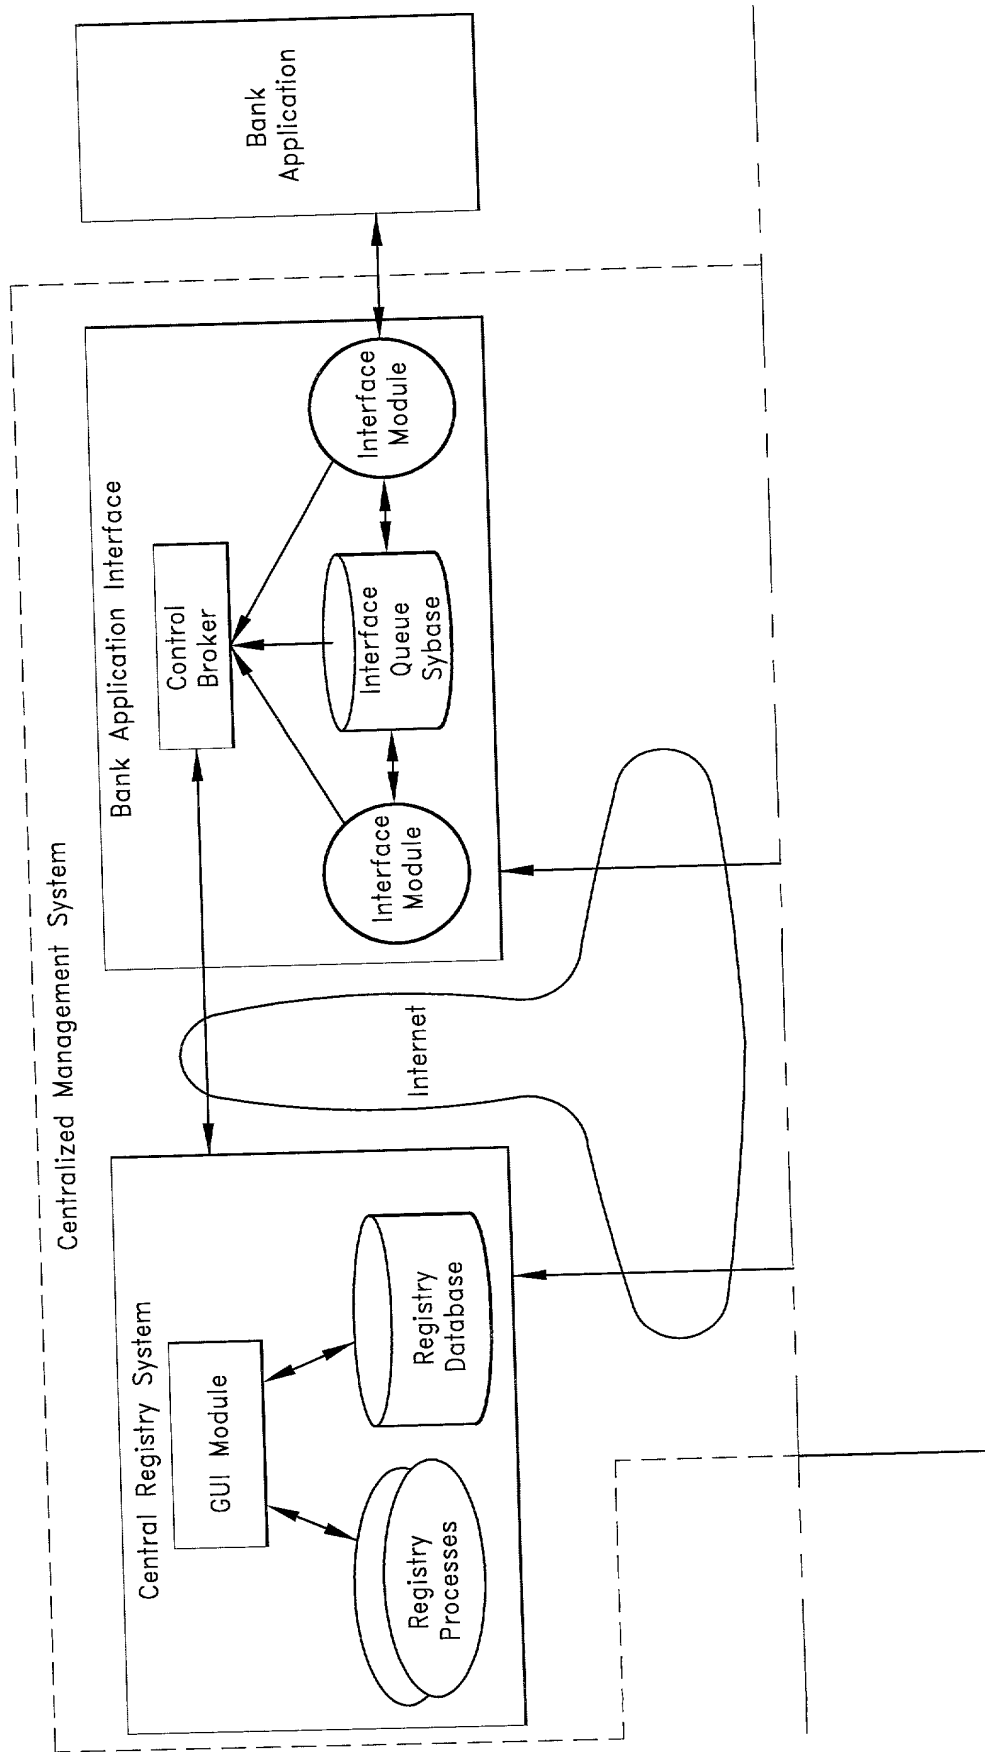 Centralized Management System
Central Registry System
GUI Module
Registry
Processes
Registry
Database
Internet
Bank Application Interface
Control
Broker
Interface
Module
Interface
Queue
Sybase
Interface
Module
Bank
Application